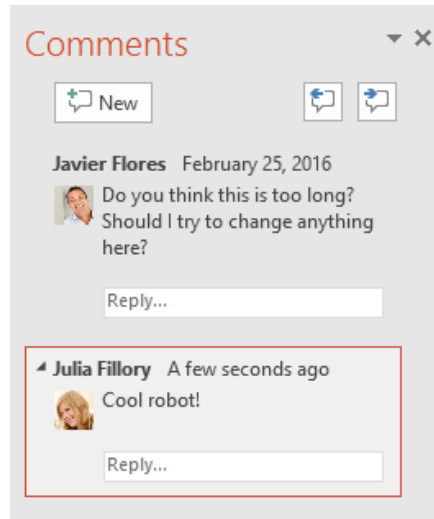 Comments
New
Javier Flores February 25, 2016
Do you think this is too long?
Should I try to change anything
here?
Reply...
Julia Fillory A few seconds ago
Cool robot!
Reply...